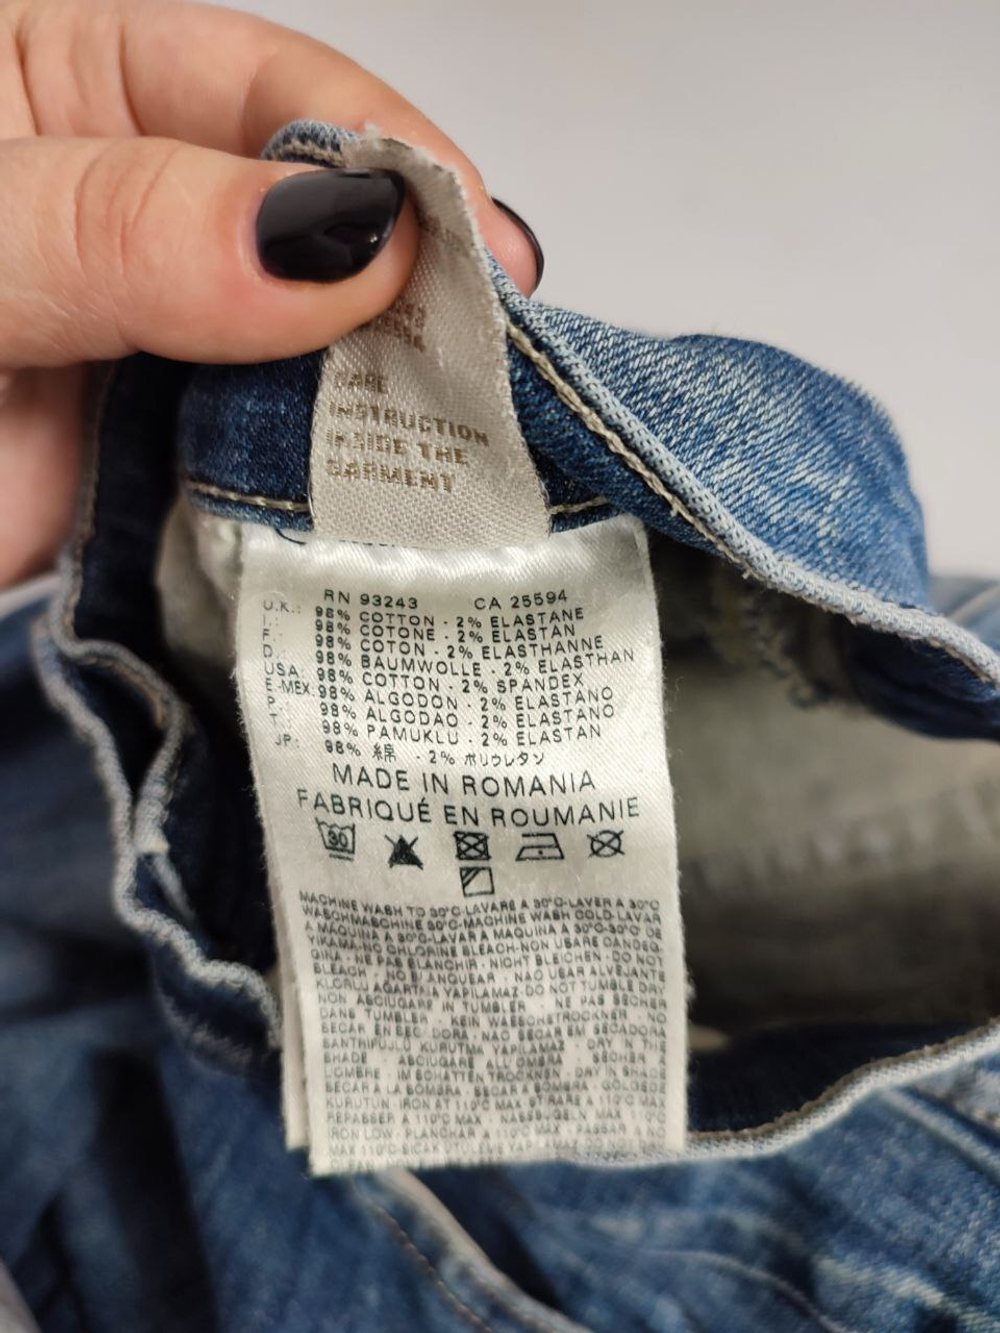 CARE
INSTRUCTION
INSIDE THE
GARMENT
RN 93243 CA 25594
U.K.: 98% COTTON - 2% ELASTANE
I.: 98% COTONE - 2% ELASTAN
F.: 98% COTON - 2% ELASTHANNE
D.: 98% BAUMWOLLE - 2% ELASTHAN
USA: 98% COTTON - 2% SPANDEX
E-MEX: 98% ALGODON - 2% ELASTANO
P.: 98% ALGODAO - 2% ELASTANO
T.: 98% PAMUKLU - 2% ELASTAN
JP: 98% 綿 - 2% ポリウレタン
MADE IN ROMANIA
FABRIQUÉ EN ROUMANIE
30
MACHINE WASH TO 30°C-LAVARE A 30°C-LAVER A 30°C
WASCHMASCHINE 30°C-MACHINE WASH COLD-LAVAR
A MAQUINA A 30°C-LAVAR A MAQUINA A 30°C-30°C DE
YIKAMA-NO CHLORINE BLEACH-NON USARE CANDEG
GINA - NE PAS BLANCHIR - NICHT BLEICHEN - DO NOT
BLEACH - NO BLANQUEAR - NAO USAR ALVEJANTE
KLORLU AGARTMA YAPILAMAZ-DO NOT TUMBLE DRY
NON ASCIUGARE IN TUMBLER - NE PAS SECHER
DANS TUMBLER - KEIN WAESCHETROCKNER - NO
SECAR EN SECADORA - NAO SECAR EM SECADORA
SANTRIFUJLU KURUTMA YAPILAMAZ - DRY IN THE
SHADE - ASCIUGARE ALL'OMBRA - SECHER A
L'OMBRE - IM SCHATTEN TROCKNEN - DRY IN SHADE
SECAR A LA SOMBRA - SECAR A SOMBRA - GOLGEDE
KURUTUN - IRON AT 110°C MAX - STIRARE A 110°C MAX
REPASSER A 110°C MAX
IRON LOW - PLANCHAR A 110°C MAX - PASSAR A
MAX 110°C-SICAK